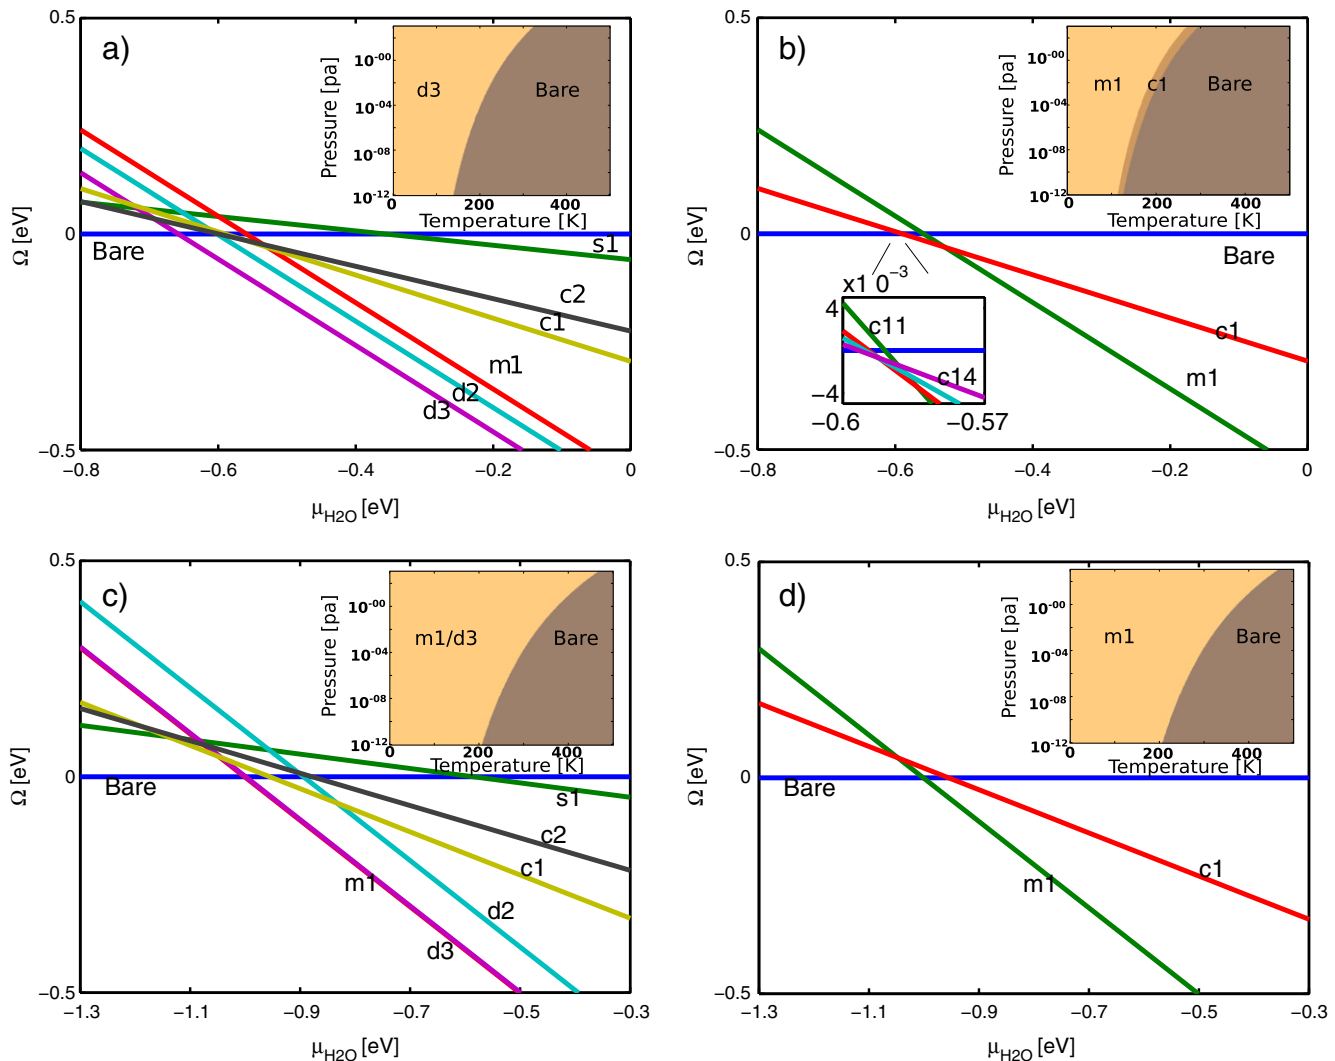 a)
0.5
0
−0.5
Ω [eV]
−0.8
−0.6
−0.4
−0.2
0
μH2O [eV]
Bare
s1
c2
c1
m1
d2
d3
Pressure [pa]
10-00
10-04
10-08
10-12
0
200
400
Temperature [K]
d3
Bare
b)
0.5
0
−0.5
Ω [eV]
−0.8
−0.6
−0.4
−0.2
0
μH2O [eV]
Bare
c1
m1
x1 0−3
4
−4
−0.6
−0.57
c11
c14
Pressure [pa]
10-00
10-04
10-08
10-12
0
200
400
Temperature [K]
m1
c1
Bare
c)
0.5
0
−0.5
Ω [eV]
−1.3
−1.1
−0.9
−0.7
−0.5
−0.3
μH2O [eV]
Bare
s1
c2
c1
m1
d2
d3
Pressure [pa]
10-00
10-04
10-08
10-12
0
200
400
Temperature [K]
m1/d3
Bare
d)
0.5
0
−0.5
Ω [eV]
−1.3
−1.1
−0.9
−0.7
−0.5
−0.3
μH2O [eV]
Bare
c1
m1
Pressure [pa]
10-00
10-04
10-08
10-12
0
200
400
Temperature [K]
m1
Bare